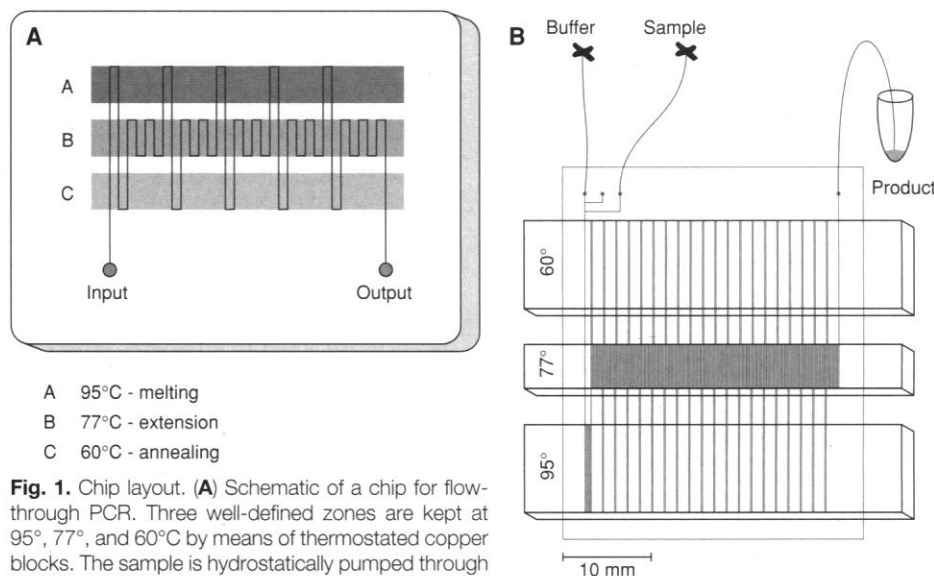 A
A
B
C
Input
Output
A 95°C - melting
B 77°C - extension
C 60°C - annealing
Fig. 1. Chip layout. (A) Schematic of a chip for flow-
through PCR. Three well-defined zones are kept at
95°, 77°, and 60°C by means of thermostated copper
blocks. The sample is hydrostatically pumped through
B
Buffer
Sample
Product
60°
77°
95°
10 mm